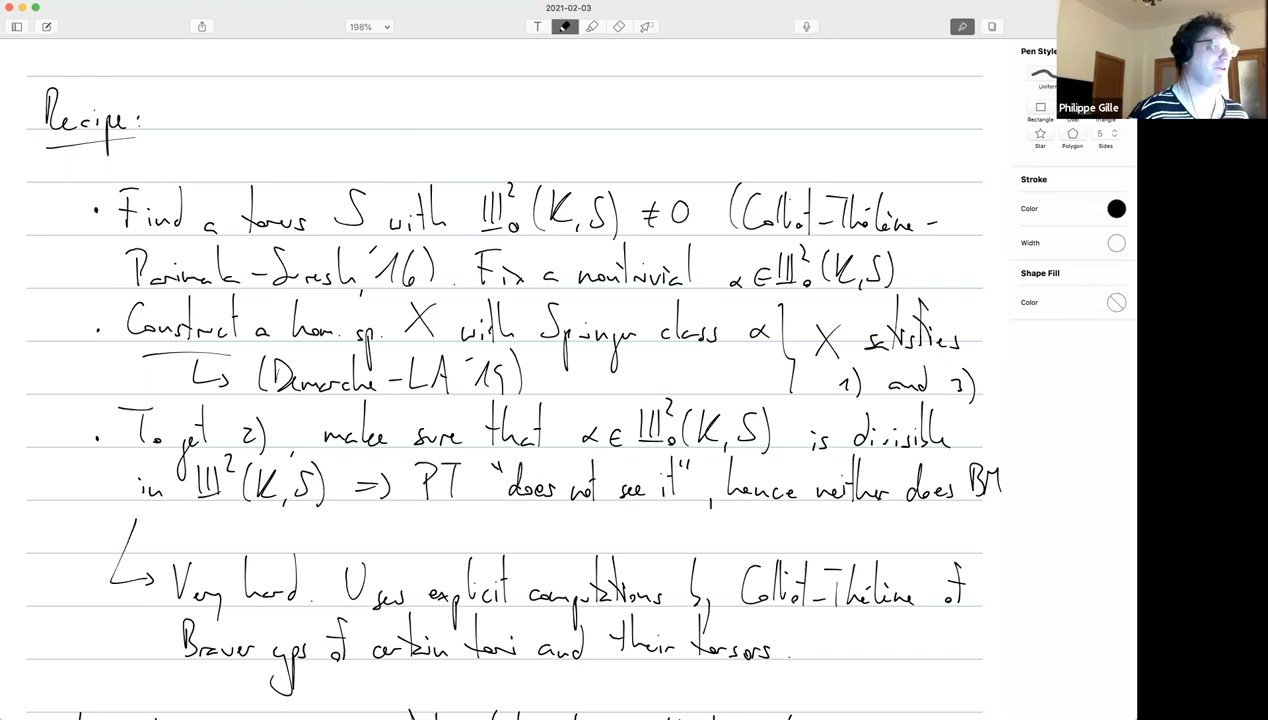 2021-02-03
198%
T
Philippe Gille
Pen Style
Uniform
Rectangle
Star
Polygon
5
Sides
Stroke
Color
Width
Shape Fill
Color
Recipe:
· Find a torus S with Ш²₀(K,S) ≠ 0 (Colliot-Thélène-
Parimala-Suresh '16). Fix a nontrivial α ∈ Ш²₀(K,S)
· Construct a hom. sp. X with Springer class α } X satisfies
↳ (Demarche-LA '19) 1) and 3)
· To get 2), make sure that α ∈ Ш²₀(K,S) is divisible
in Ш²(K,S) => PT "does not see it", hence neither does BM
↳ Very hard. Uses explicit computations by Colliot-Thélène of
Brauer gps of certain tori and their torsors.